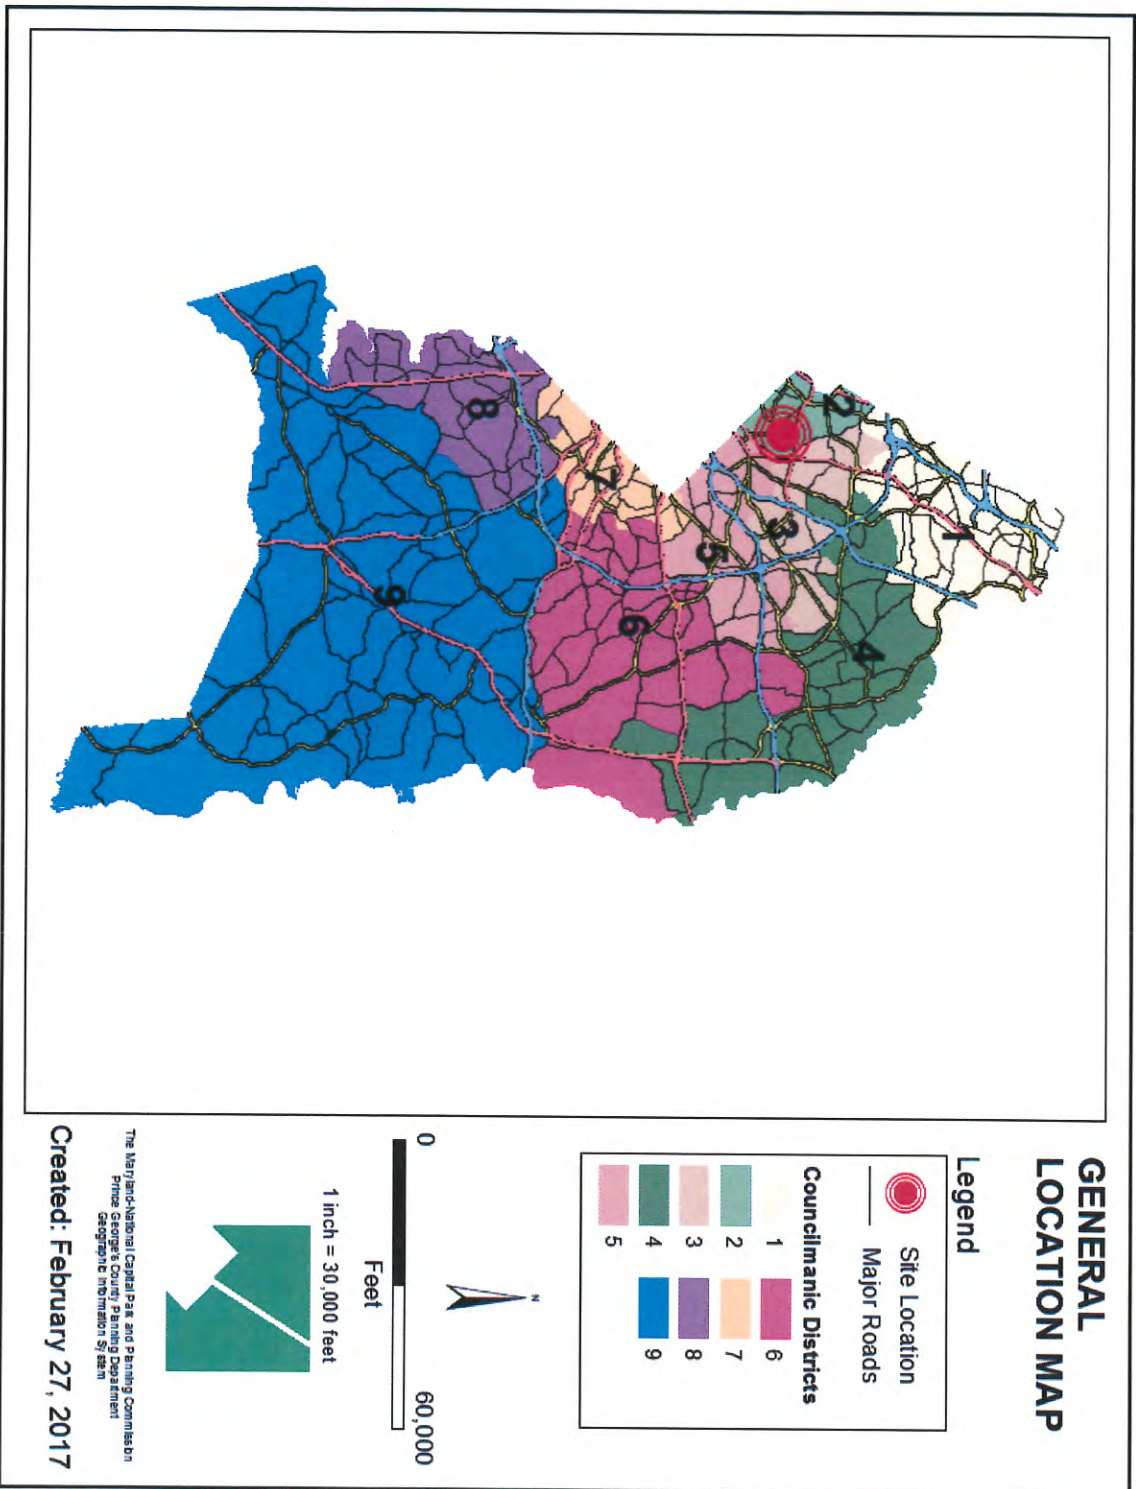 GENERAL
LOCATION MAP
Legend
Site Location
Major Roads
Councilmanic Districts
1
2
3
4
5
6
7
8
9
N
0
60,000
Feet
1 inch = 30,000 feet
The Maryland-National Capital Park and Planning Commission
Prince George's County Planning Department
Geographic Information System
Created: February 27, 2017
1
2
3
4
5
6
7
8
9